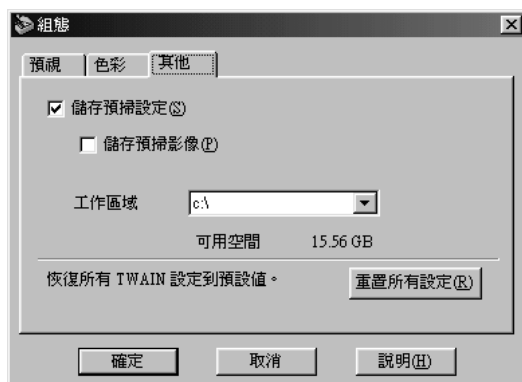 組態
預視 色彩 其他
儲存預掃設定(S)
儲存預掃影像(P)
工作區域 c:\
可用空間 15.56 GB
恢復所有 TWAIN 設定到預設值。 重置所有設定(R)
確定 取消 說明(H)